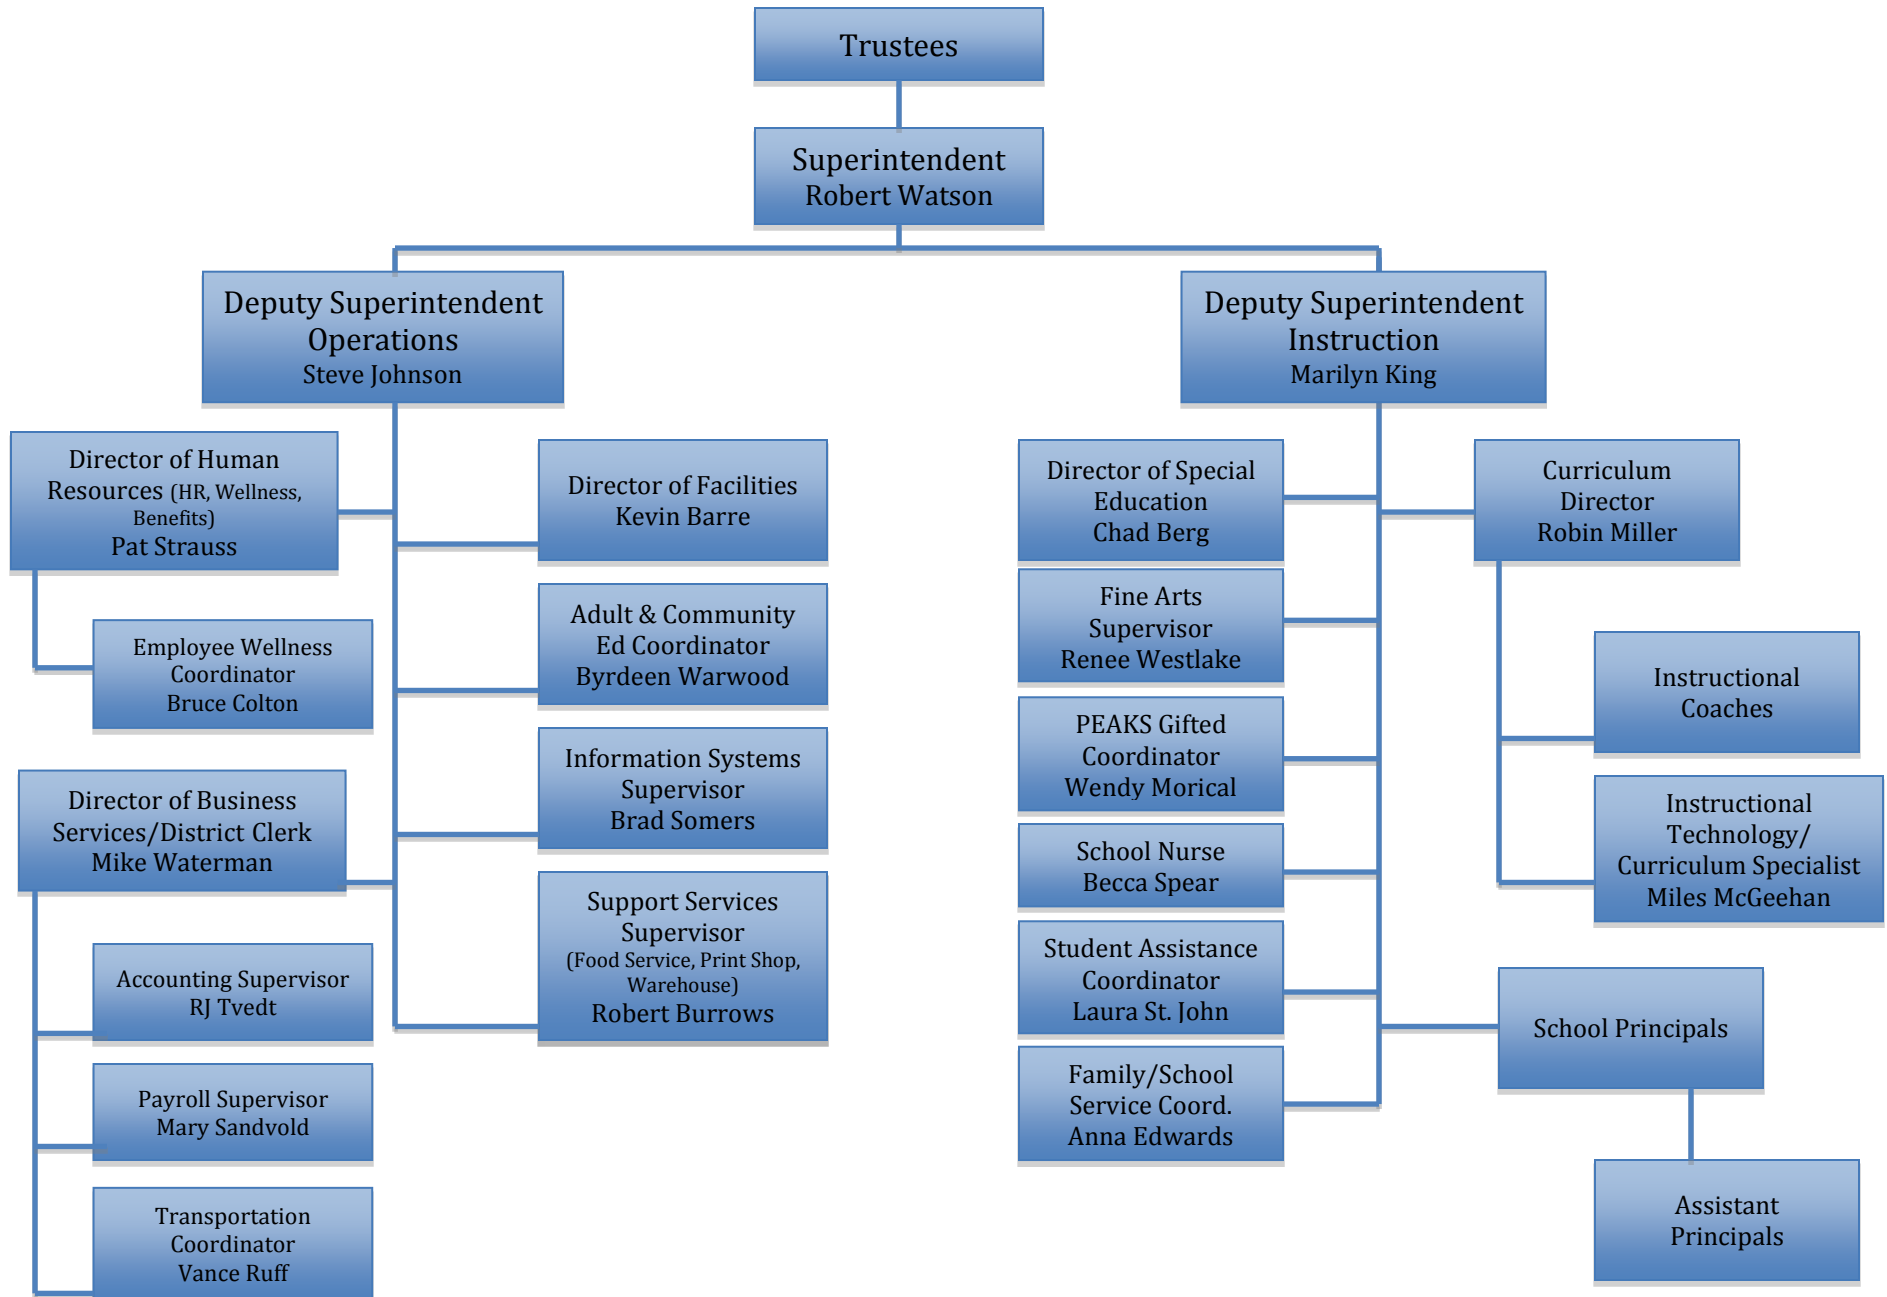 Trustees
Superintendent
Robert Watson
Deputy Superintendent
Operations
Steve Johnson
Deputy Superintendent
Instruction
Marilyn King
Director of Human
Resources (HR, Wellness,
Benefits)
Pat Strauss
Employee Wellness
Coordinator
Bruce Colton
Director of Business
Services/District Clerk
Mike Waterman
Accounting Supervisor
RJ Tvedt
Payroll Supervisor
Mary Sandvold
Transportation
Coordinator
Vance Ruff
Director of Facilities
Kevin Barre
Adult & Community
Ed Coordinator
Byrdeen Warwood
Information Systems
Supervisor
Brad Somers
Support Services
Supervisor
(Food Service, Print Shop,
Warehouse)
Robert Burrows
Director of Special
Education
Chad Berg
Fine Arts
Supervisor
Renee Westlake
PEAKS Gifted
Coordinator
Wendy Morical
School Nurse
Becca Spear
Student Assistance
Coordinator
Laura St. John
Family/School
Service Coord.
Anna Edwards
Curriculum
Director
Robin Miller
Instructional
Coaches
Instructional
Technology/
Curriculum Specialist
Miles McGeehan
School Principals
Assistant
Principals